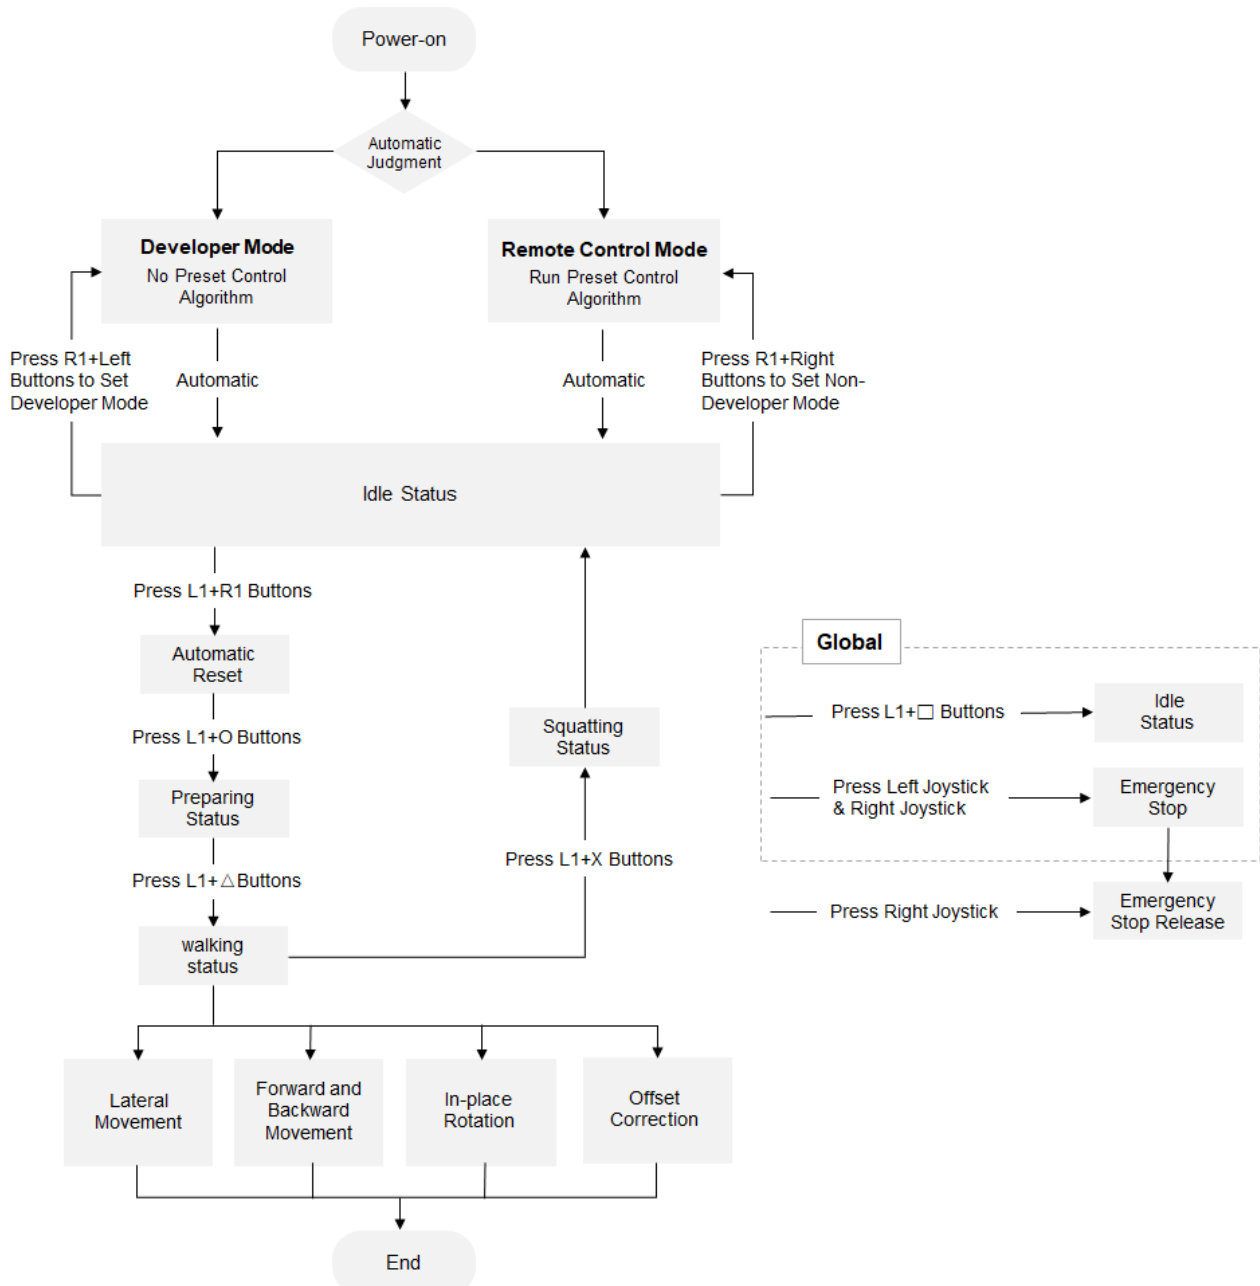 Power-on
Automatic
Judgment
Developer Mode
No Preset Control
Algorithm
Remote Control Mode
Run Preset Control
Algorithm
Press R1+Left
Buttons to Set
Developer Mode
Automatic
Automatic
Press R1+Right
Buttons to Set Non-
Developer Mode
Idle Status
Press L1+R1 Buttons
Automatic
Reset
Press L1+O Buttons
Preparing
Status
Press L1+△Buttons
walking
status
Squatting
Status
Press L1+X Buttons
Lateral
Movement
Forward and
Backward
Movement
In-place
Rotation
Offset
Correction
End
Global
Press L1+□ Buttons
Idle
Status
Press Left Joystick
& Right Joystick
Emergency
Stop
Press Right Joystick
Emergency
Stop Release